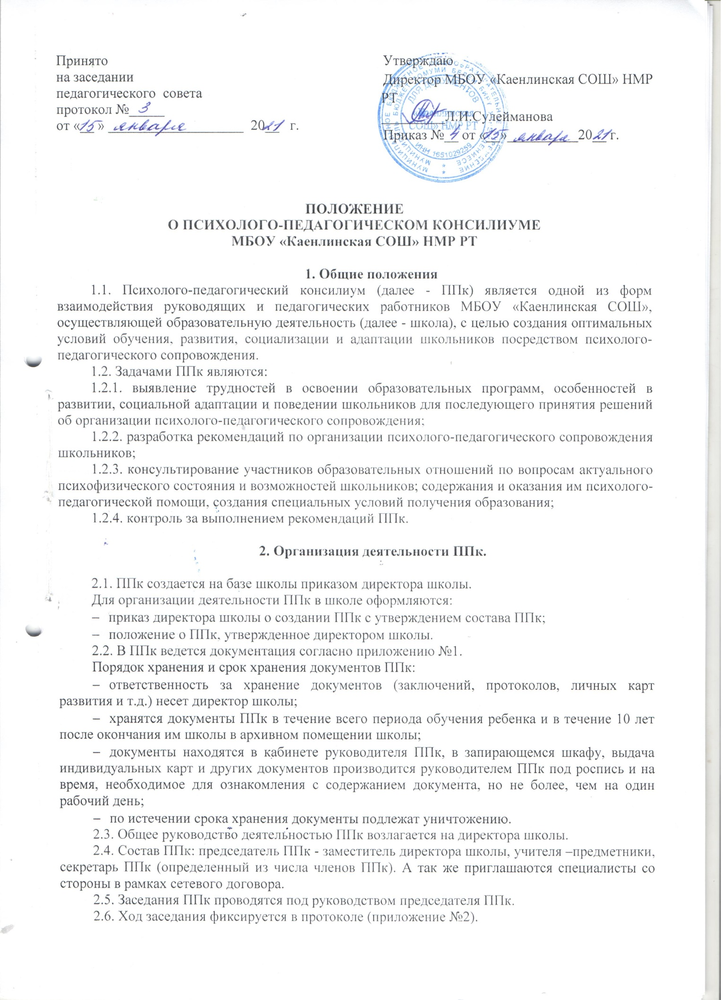 Принято
на заседании
педагогического совета
протокол № 3
от «15» января 2021 г.
Утверждаю
Директор МБОУ «Каенлинская СОШ» НМР
РТ
Л.И.Сулейманова
Приказ № 4 от «15» января 2021 г.
ДЛЯ ДОКУМЕНТОВ
«Каенлинская
СОШ» НМР РТ
ИНН 1651029259
ПОЛОЖЕНИЕ
О ПСИХОЛОГО-ПЕДАГОГИЧЕСКОМ КОНСИЛИУМЕ
МБОУ «Каенлинская СОШ» НМР РТ
1. Общие положения
1.1. Психолого-педагогический консилиум (далее - ППк) является одной из форм
взаимодействия руководящих и педагогических работников МБОУ «Каенлинская СОШ»,
осуществляющей образовательную деятельность (далее - школа), с целью создания оптимальных
условий обучения, развития, социализации и адаптации школьников посредством психолого-
педагогического сопровождения.
1.2. Задачами ППк являются:
1.2.1. выявление трудностей в освоении образовательных программ, особенностей в
развитии, социальной адаптации и поведении школьников для последующего принятия решений
об организации психолого-педагогического сопровождения;
1.2.2. разработка рекомендаций по организации психолого-педагогического сопровождения
школьников;
1.2.3. консультирование участников образовательных отношений по вопросам актуального
психофизического состояния и возможностей школьников; содержания и оказания им психолого-
педагогической помощи, создания специальных условий получения образования;
1.2.4. контроль за выполнением рекомендаций ППк.
2. Организация деятельности ППк.
2.1. ППк создается на базе школы приказом директора школы.
Для организации деятельности ППк в школе оформляются:
– приказ директора школы о создании ППк с утверждением состава ППк;
– положение о ППк, утвержденное директором школы.
2.2. В ППк ведется документация согласно приложению №1.
Порядок хранения и срок хранения документов ППк:
– ответственность за хранение документов (заключений, протоколов, личных карт
развития и т.д.) несет директор школы;
– хранятся документы ППк в течение всего периода обучения ребенка и в течение 10 лет
после окончания им школы в архивном помещении школы;
– документы находятся в кабинете руководителя ППк, в запирающемся шкафу, выдача
индивидуальных карт и других документов производится руководителем ППк под роспись и на
время, необходимое для ознакомления с содержанием документа, но не более, чем на один
рабочий день;
– по истечении срока хранения документы подлежат уничтожению.
2.3. Общее руководство деятельностью ППк возлагается на директора школы.
2.4. Состав ППк: председатель ППк - заместитель директора школы, учителя –предметники,
секретарь ППк (определенный из числа членов ППк). А так же приглашаются специалисты со
стороны в рамках сетевого договора.
2.5. Заседания ППк проводятся под руководством председателя ППк.
2.6. Ход заседания фиксируется в протоколе (приложение №2).